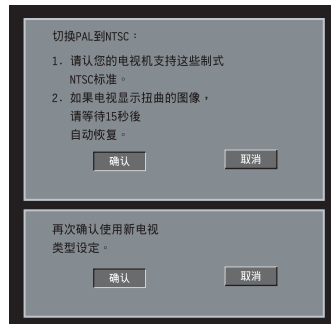 切换PAL到NTSC：
1. 请认您的电视机支持这些制式
NTSC标准。
2. 如果电视显示扭曲的图像，
请等待15秒後
自动恢复。
确认
取消
再次确认使用新电视
类型设定。
确认
取消